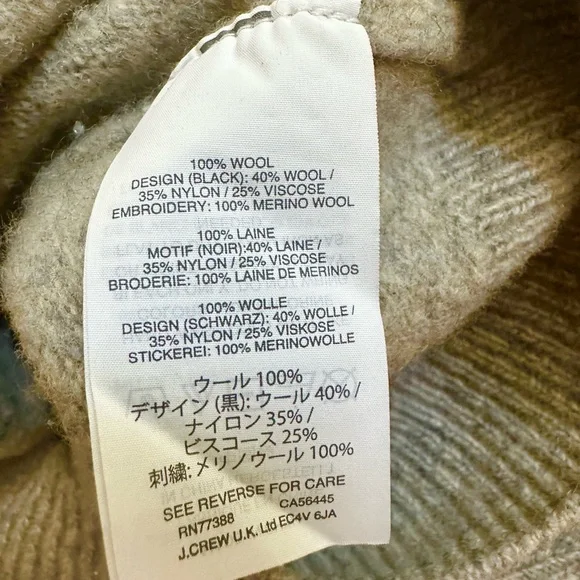 100% WOOL
DESIGN (BLACK): 40% WOOL /
35% NYLON / 25% VISCOSE
EMBROIDERY: 100% MERINO WOOL
100% LAINE
MOTIF (NOIR):40% LAINE /
35% NYLON / 25% VISCOSE
BRODERIE: 100% LAINE DE MERINOS
100% WOLLE
DESIGN (SCHWARZ): 40% WOLLE /
35% NYLON / 25% VISKOSE
STICKEREI: 100% MERINOWOLLE
ウール 100%
デザイン (黒): ウール 40% /
ナイロン 35% /
ビスコース 25%
刺繍: メリノウール 100%
SEE REVERSE FOR CARE
RN77388 CA56445
J.CREW U.K. Ltd EC4V 6JA